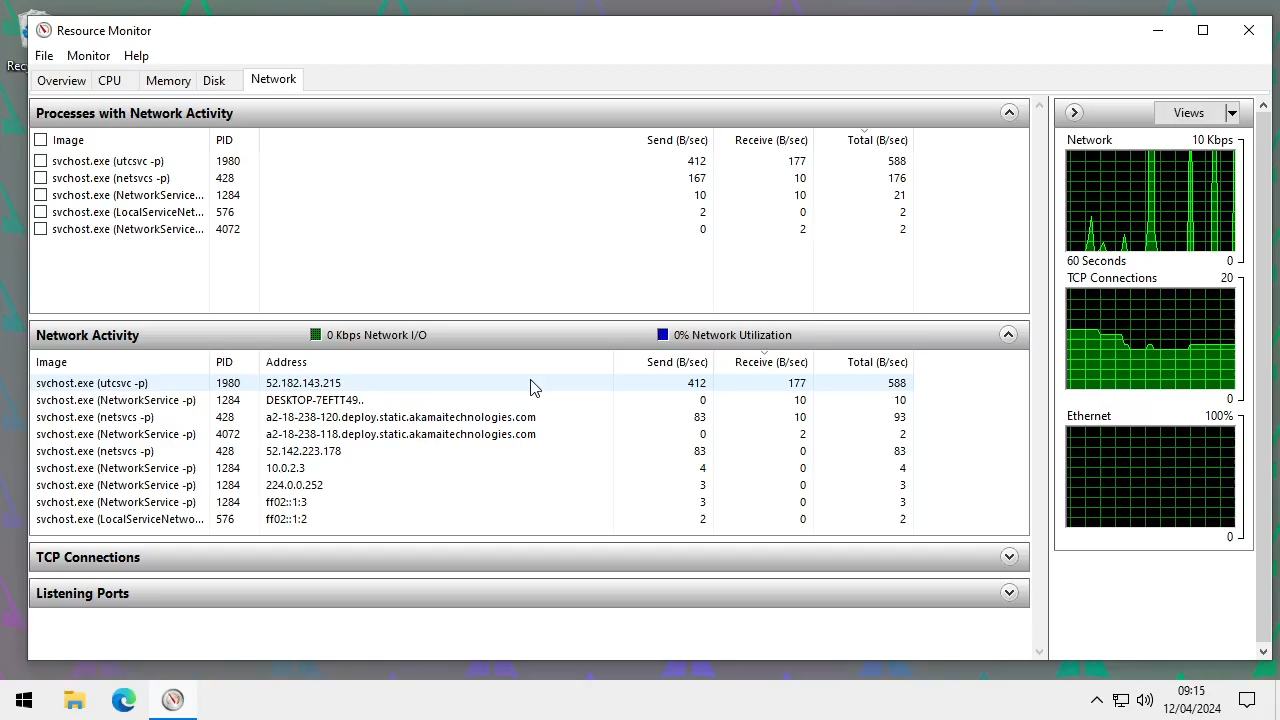 Resource Monitor
File Monitor Help
Overview CPU Memory Disk Network
Processes with Network Activity
Image PID Send (B/sec) Receive (B/sec) Total (B/sec)
svchost.exe (utcsvc -p) 1980 412 177 588
svchost.exe (netsvcs -p) 428 167 10 176
svchost.exe (NetworkService... 1284 10 10 21
svchost.exe (LocalServiceNet... 576 2 0 2
svchost.exe (NetworkService... 4072 0 2 2
Network Activity 0 Kbps Network I/O 0% Network Utilization
Image PID Address Send (B/sec) Receive (B/sec) Total (B/sec)
svchost.exe (utcsvc -p) 1980 52.182.143.215 412 177 588
svchost.exe (NetworkService -p) 1284 DESKTOP-7EFTT49.. 0 10 10
svchost.exe (netsvcs -p) 428 a2-18-238-120.deploy.static.akamaitechnologies.com 83 10 93
svchost.exe (NetworkService -p) 4072 a2-18-238-118.deploy.static.akamaitechnologies.com 0 2 2
svchost.exe (netsvcs -p) 428 52.142.223.178 83 0 83
svchost.exe (NetworkService -p) 1284 10.0.2.3 4 0 4
svchost.exe (NetworkService -p) 1284 224.0.0.252 3 0 3
svchost.exe (NetworkService -p) 1284 ff02::1:3 3 0 3
svchost.exe (LocalServiceNetwo... 576 ff02::1:2 2 0 2
TCP Connections
Listening Ports
Views
Network 10 Kbps
60 Seconds 0
TCP Connections 20
0
Ethernet 100%
0
09:15
12/04/2024